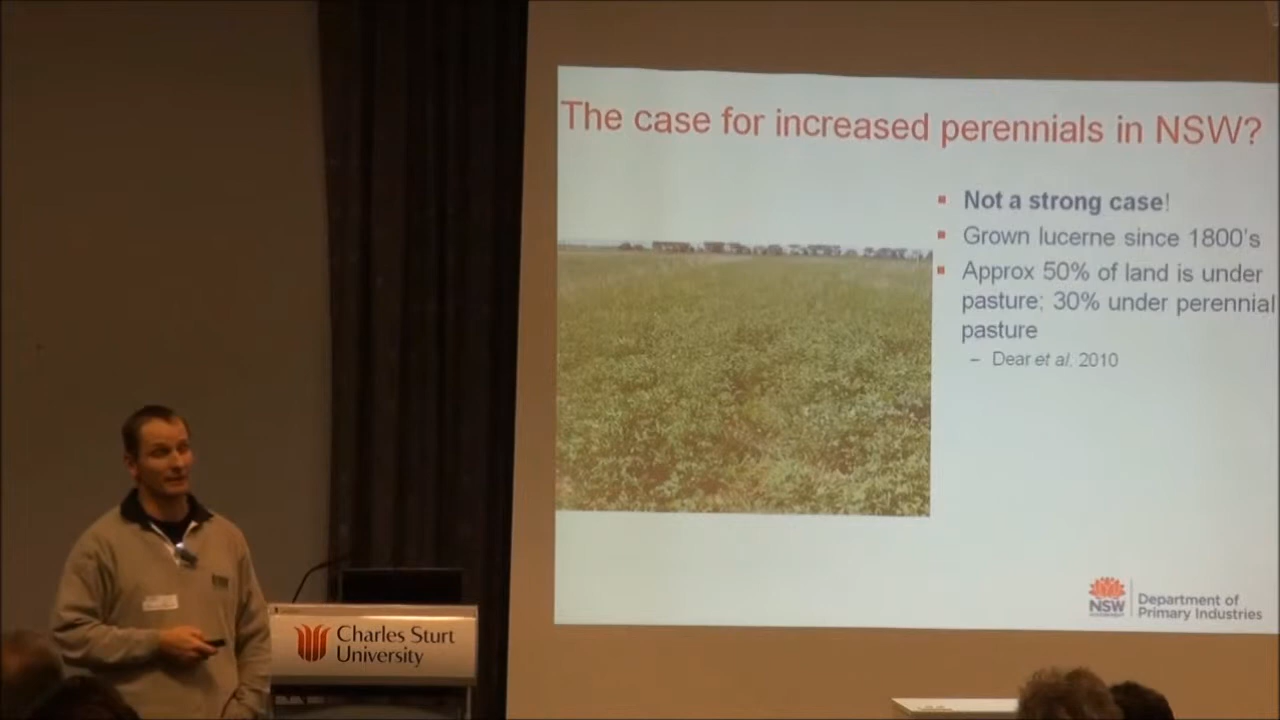 The case for increased perennials in NSW?
Not a strong case!
Grown lucerne since 1800's
Approx 50% of land is under
pasture; 30% under perennial
pasture
– Dear et al. 2010
NSW
Department of
Primary Industries
Charles Sturt
University